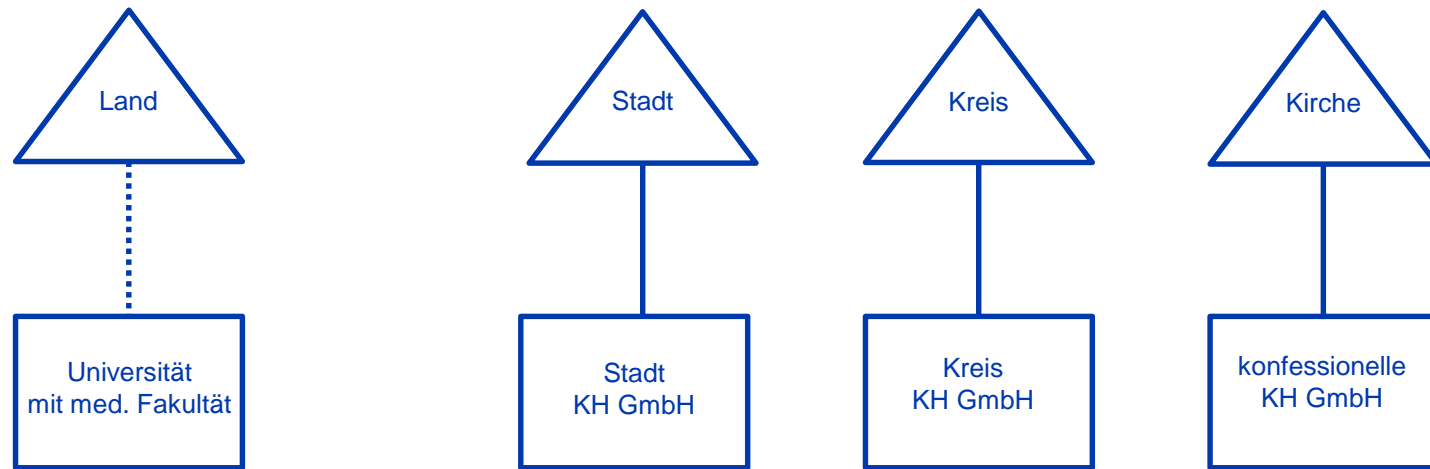 Land
Stadt
Kreis
Kirche
Universität
mit med. Fakultät
Stadt
KH GmbH
Kreis
KH GmbH
konfessionelle
KH GmbH